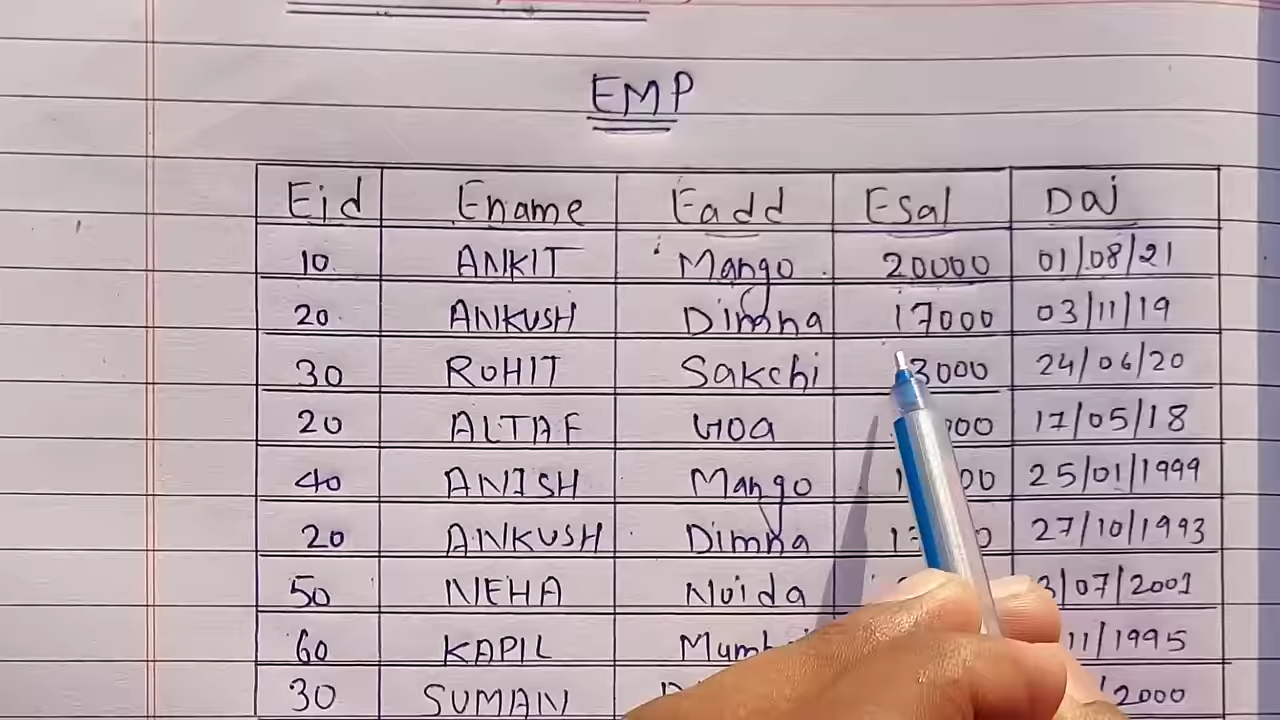 EMP
Eid Ename Eadd Esal Doj
10 ANKIT Mango 20000 01/08/21
20 ANKUSH Dimna 17000 03/11/19
30 ROHIT Sakchi 24/06/20
20 ALTAF GOA 17/05/18
40 ANISH Mango 25/01/1999
20 ANKUSH Dimna 27/10/1993
50 NEHA Noida
60 KAPIL
30 SUMAN